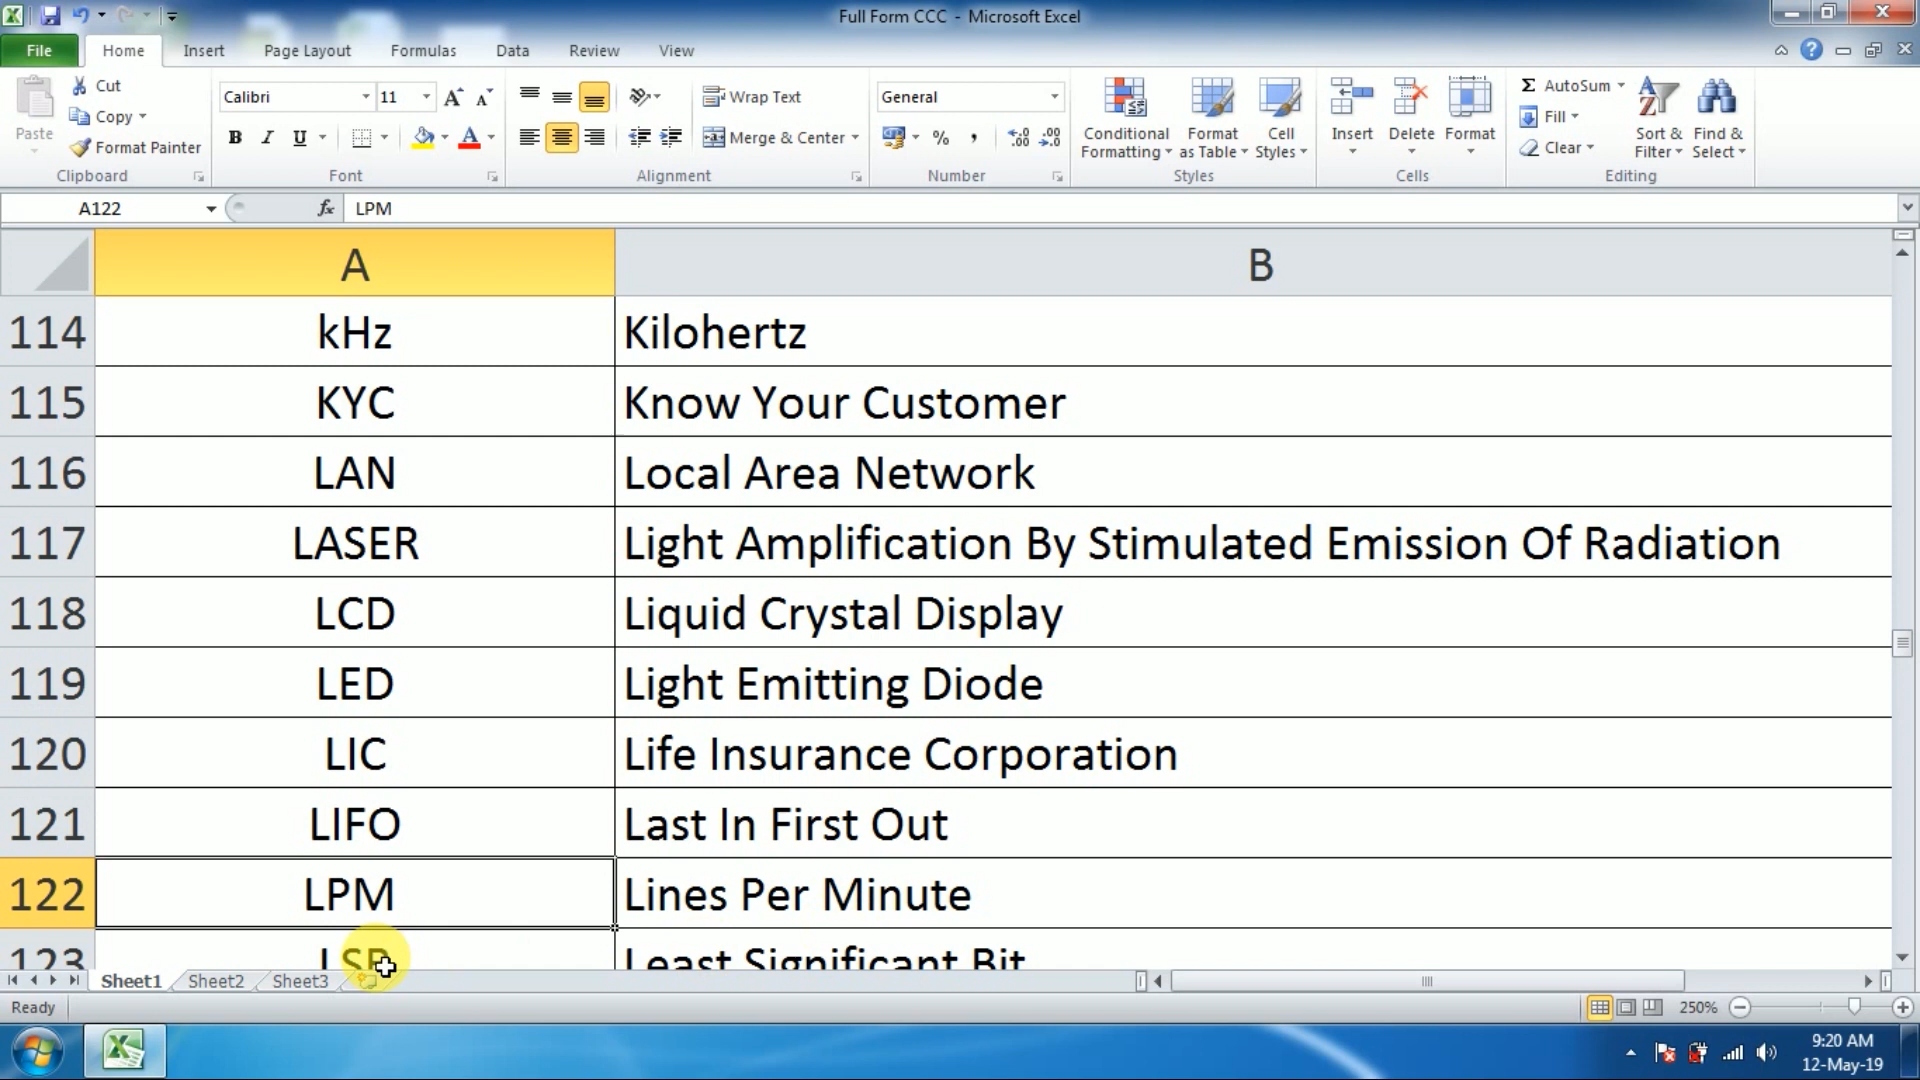 Full Form CCC - Microsoft Excel
File Home Insert Page Layout Formulas Data Review View
Paste Cut Copy Format Painter
Calibri 11
B I U A
Wrap Text
Merge & Center
General
% ,
Conditional Formatting
Format as Table
Cell Styles
Insert Delete Format
Σ AutoSum
Fill
Clear
Sort & Filter
Find & Select
Clipboard Font Alignment Number Styles Cells Editing
A122 fx LPM
A B
114 kHz Kilohertz
115 KYC Know Your Customer
116 LAN Local Area Network
117 LASER Light Amplification By Stimulated Emission Of Radiation
118 LCD Liquid Crystal Display
119 LED Light Emitting Diode
120 LIC Life Insurance Corporation
121 LIFO Last In First Out
122 LPM Lines Per Minute
123 LSB Least Significant Bit
Sheet1 Sheet2 Sheet3
Ready 250%
9:20 AM
12-May-19